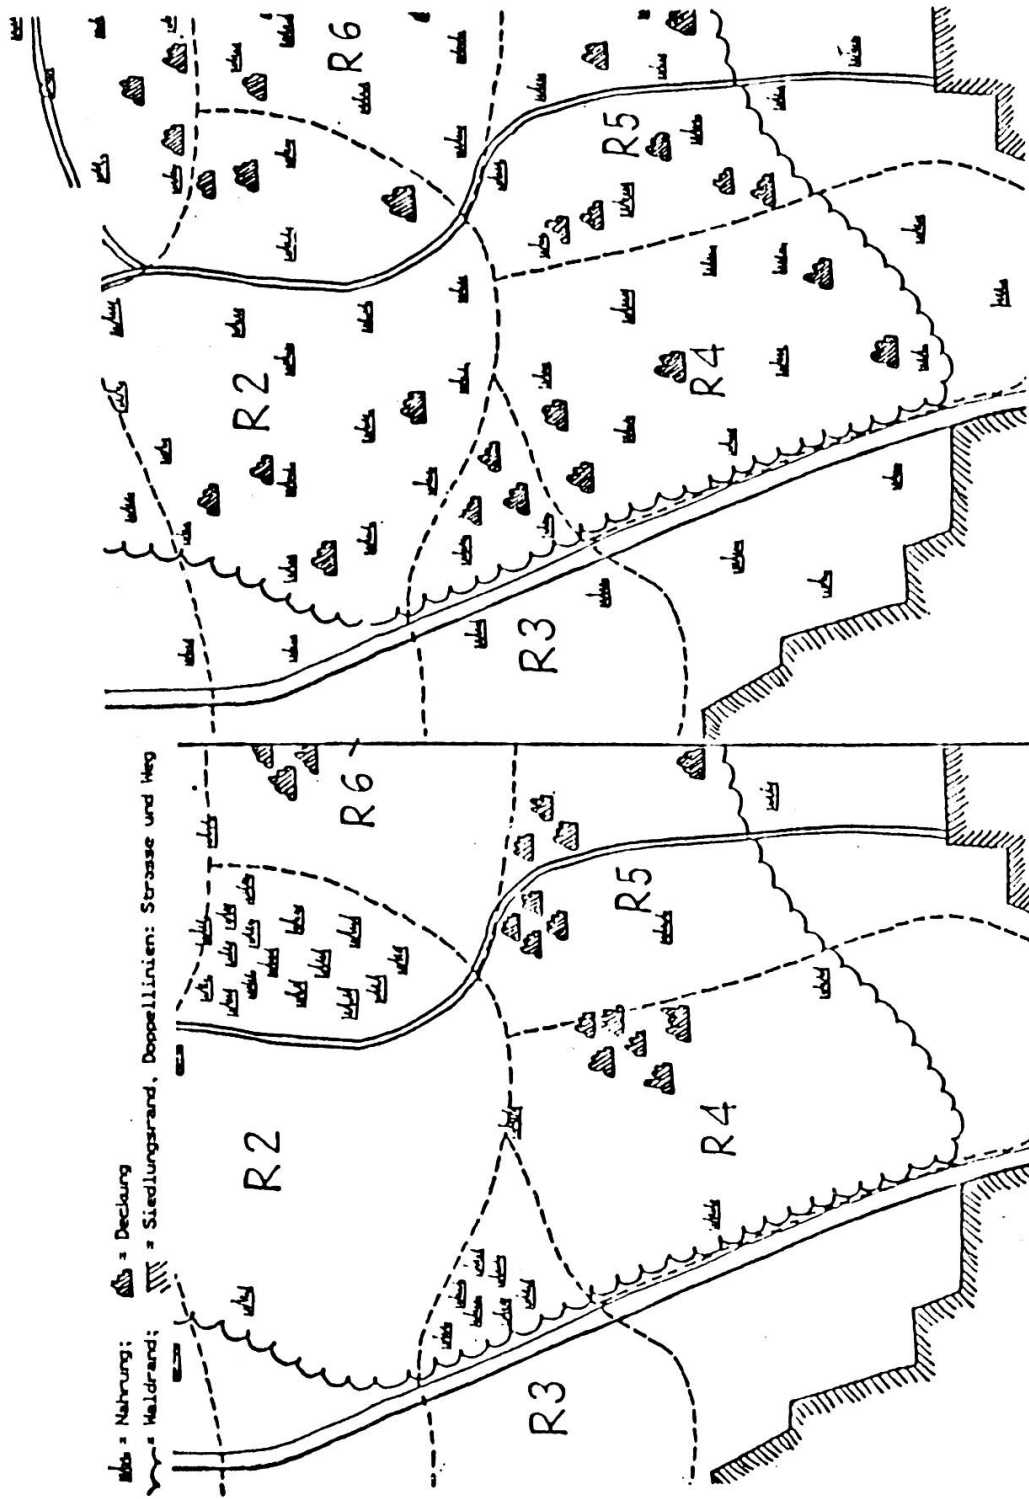 = Nahrung; = Deckung
= Waldrand; = Siedlungsrand, Doppellinien: Strasse und Weg
R2
R3
R4
R5
R6
R2
R3
R4
R5
R6